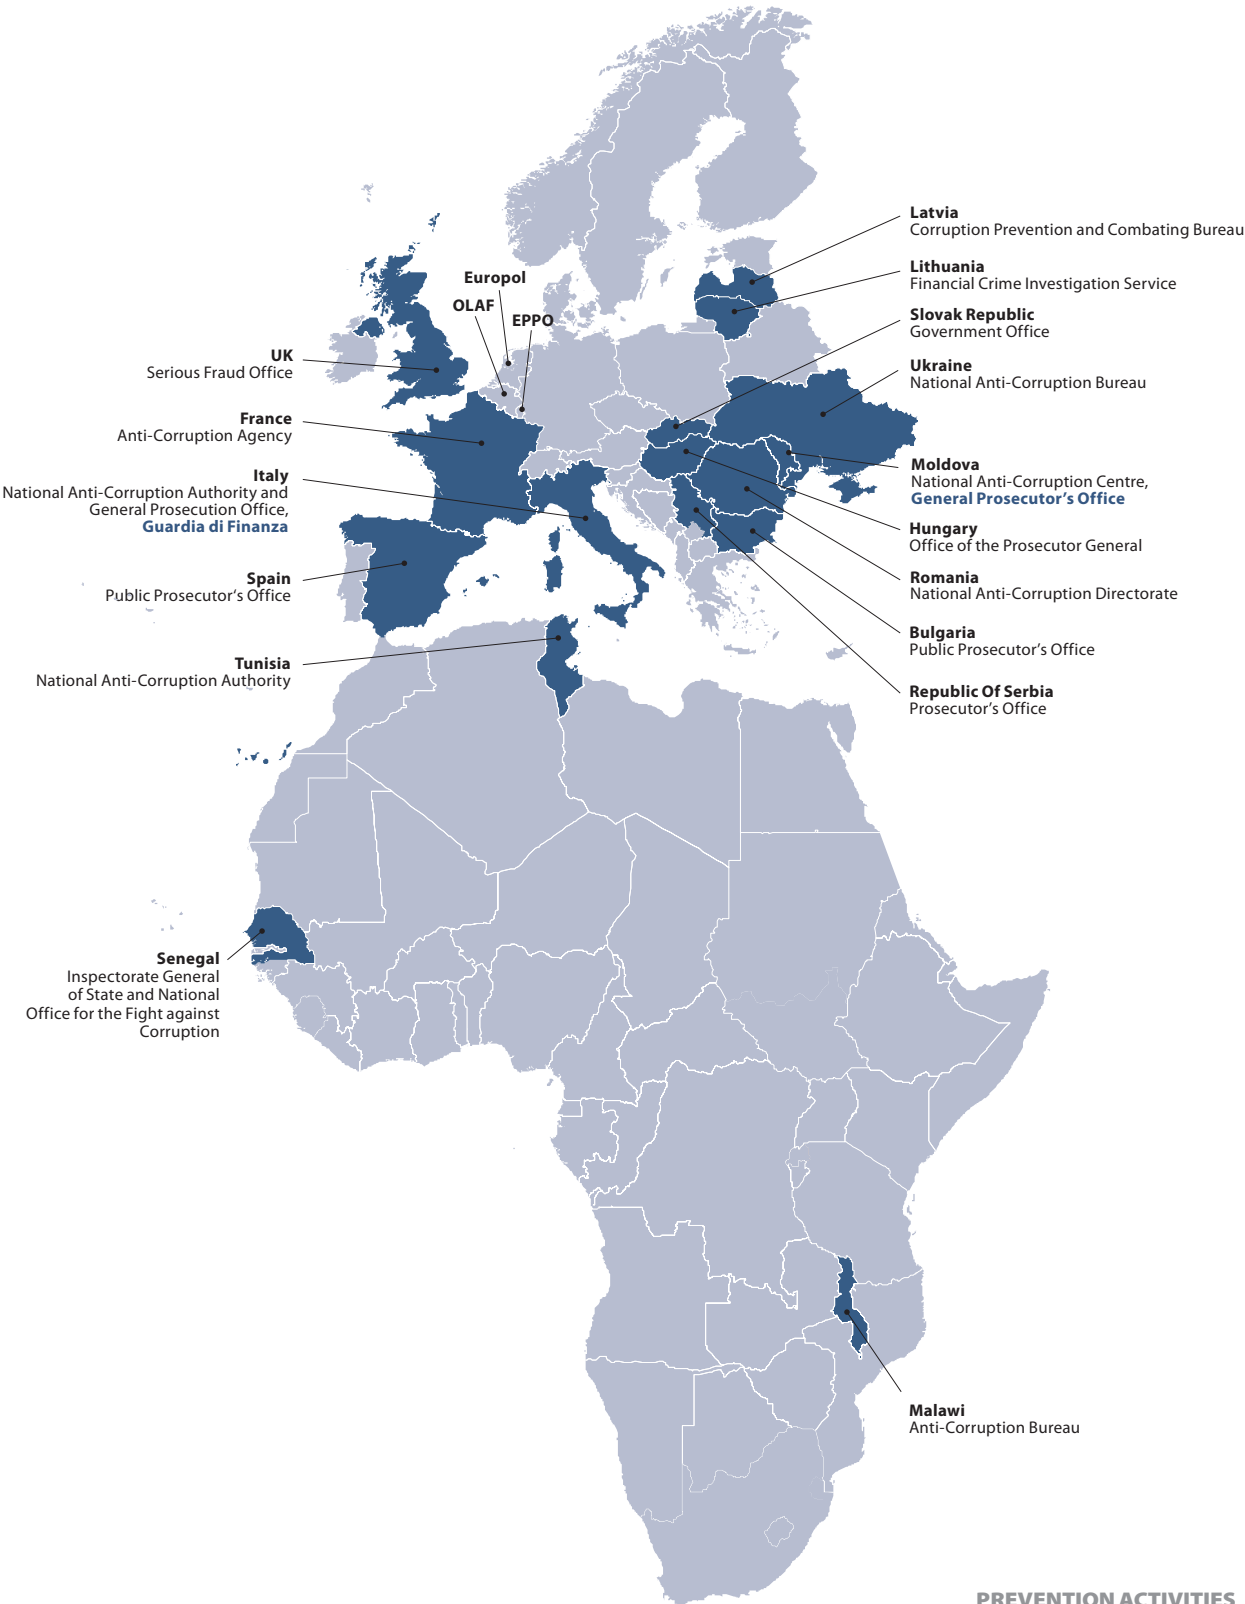 Latvia
Corruption Prevention and Combating Bureau
Lithuania
Financial Crime Investigation Service
Slovak Republic
Government Office
Ukraine
National Anti-Corruption Bureau
Moldova
National Anti-Corruption Centre,
General Prosecutor's Office
Hungary
Office of the Prosecutor General
Romania
National Anti-Corruption Directorate
Bulgaria
Public Prosecutor's Office
Republic Of Serbia
Prosecutor's Office
Europol
OLAF
EPPO
UK
Serious Fraud Office
France
Anti-Corruption Agency
Italy
National Anti-Corruption Authority and
General Prosecution Office,
Guardia di Finanza
Spain
Public Prosecutor's Office
Tunisia
National Anti-Corruption Authority
Senegal
Inspectorate General
of State and National
Office for the Fight against
Corruption
Malawi
Anti-Corruption Bureau
PREVENTION ACTIVITIES